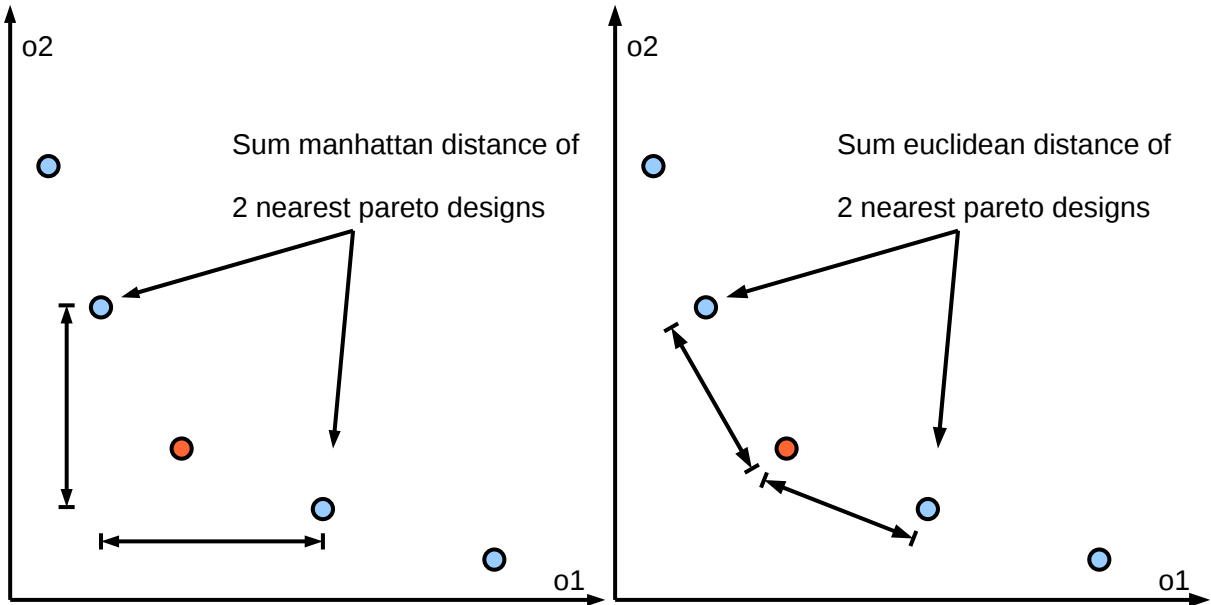 o2
Sum manhattan distance of
2 nearest pareto designs
o1
o2
Sum euclidean distance of
2 nearest pareto designs
o1